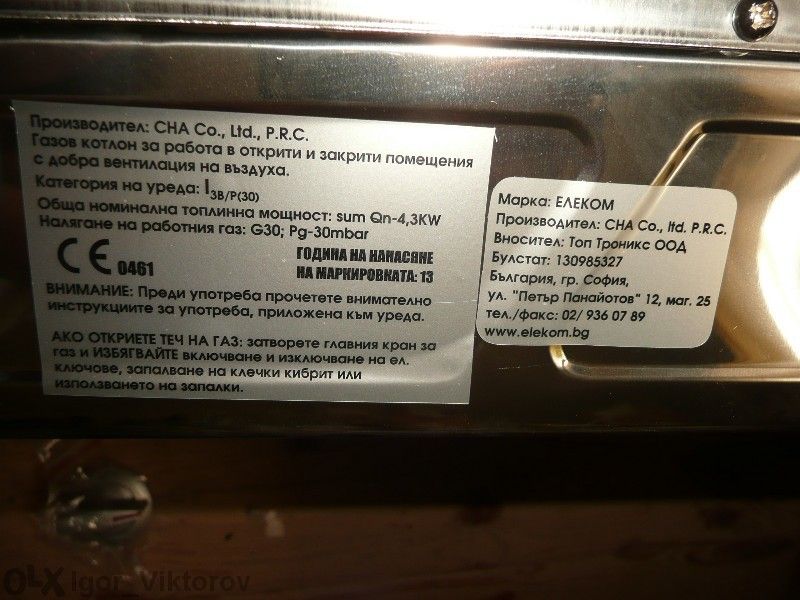 Производител: CHA Co., Ltd., P.R.C.
Газов котлон за работа в открити и закрити помещения
с добра вентилация на въздуха.
Категория на уреда: I3B/P(30)
Обща номинална топлинна мощност: sum Qn-4,3KW
Налягане на работния газ: G30; Pg-30mbar
CE 0461
ГОДИНА НА НАНАСЯНЕ
НА МАРКИРОВКАТА: 13
ВНИМАНИЕ: Преди употреба прочетете внимателно
инструкциите за употреба, приложена към уреда.
АКО ОТКРИЕТЕ ТЕЧ НА ГАЗ: затворете главния кран за
газ и ИЗБЯГВАЙТЕ включване и изключване на ел.
ключове, запалване на клечки кибрит или
използването на запалки.
Марка: ЕЛЕКОМ
Производител: CHA Co., ltd. P.R.C.
Вносител: Топ Троникс ООД
Булстат: 130985327
България, гр. София,
ул. "Петър Панайотов" 12, маг. 25
тел./факс: 02/ 936 07 89
www.elekom.bg
OLX Igor_Viktorov